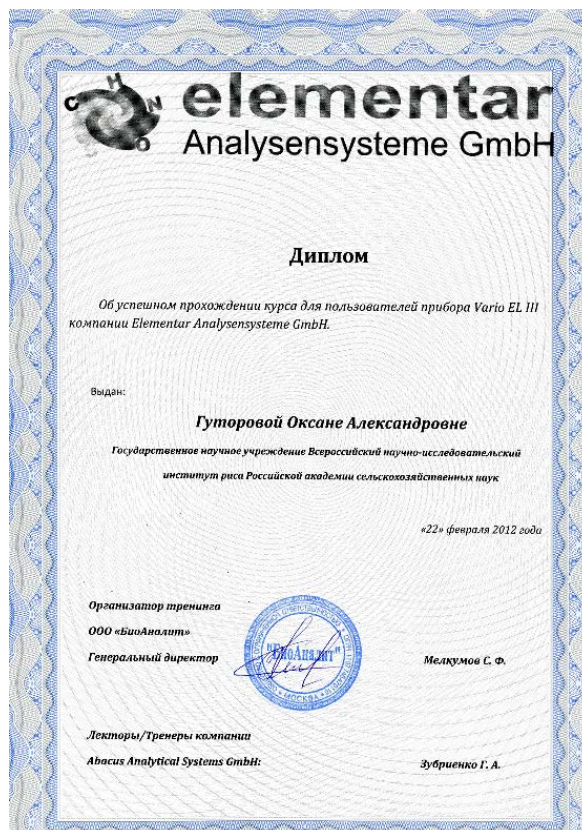 C H N O
elementar
Analysensysteme GmbH
Диплом
Об успешном прохождении курса для пользователей прибора Vario EL III
компании Elementar Analysensysteme GmbH.
Выдан:
Гуторовой Оксане Александровне
Государственное научное учреждение Всероссийский научно-исследовательский
институт риса Российской академии сельскохозяйственных наук
«22» февраля 2012 года
Организатор тренинга
ООО «БиоАналит»
Генеральный директор
"БиоАналит"
МОСКВА
Мелкумов С. Ф.
Лекторы/Тренеры компании
Abacus Analytical Systems GmbH:
Зубриенко Г. А.